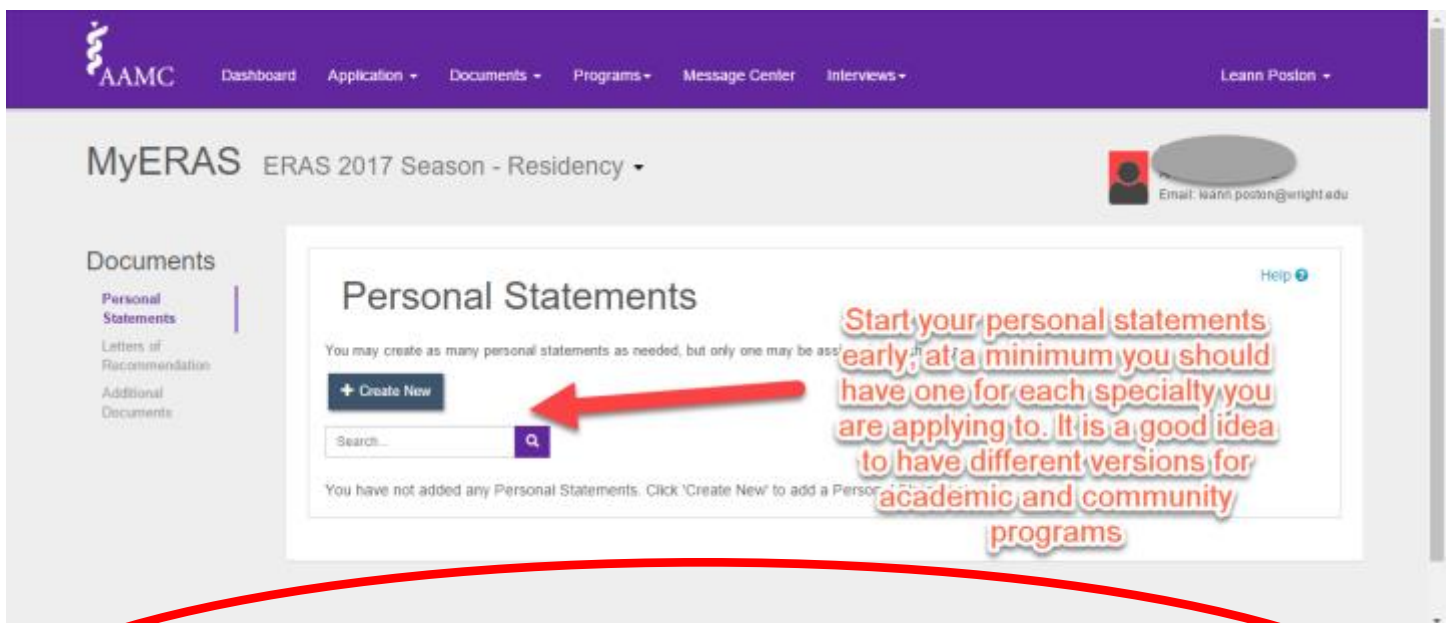 AAMC
Dashboard
Application
Documents
Programs
Message Center
Interviews
Leann Poston
MyERAS ERAS 2017 Season - Residency
Email: leann.poston@wright.edu
Documents
Personal
Statements
Letters of
Recommendation
Additional
Documents
Help
Personal Statements
You may create as many personal statements as needed, but only one may be
+ Create New
Search...
You have not added any Personal Statements. Click 'Create New' to add a
Start your personal statements
early, at a minimum you should
have one for each specialty you
are applying to. It is a good idea
to have different versions for
academic and community
programs